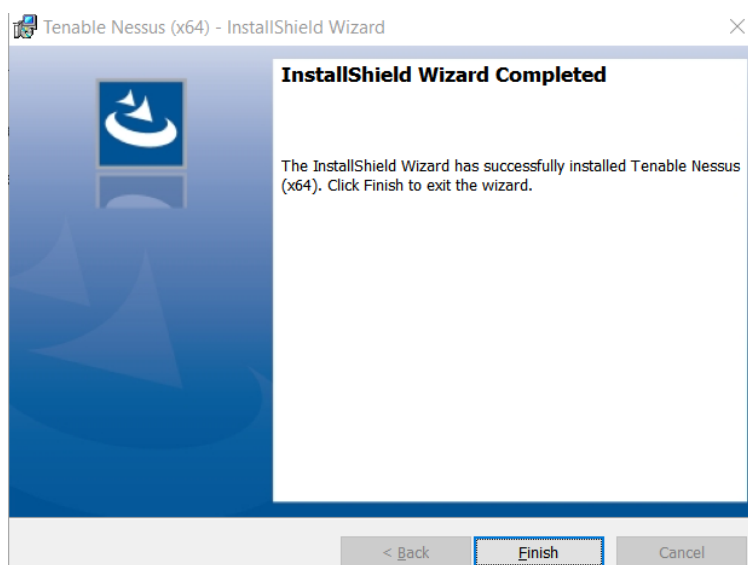 Tenable Nessus (x64) - InstallShield Wizard
InstallShield Wizard Completed
The InstallShield Wizard has successfully installed Tenable Nessus
(x64). Click Finish to exit the wizard.
< Back
Finish
Cancel